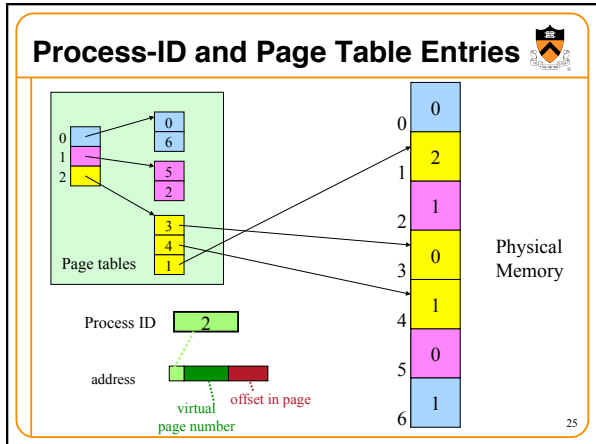 Process-ID and Page Table Entries
0
1
2
0
6
5
2
3
4
1
Page tables
0
1
2
3
4
5
6
0
2
1
0
1
0
1
Physical
Memory
Process ID
2
address
offset in page
virtual
page number
25